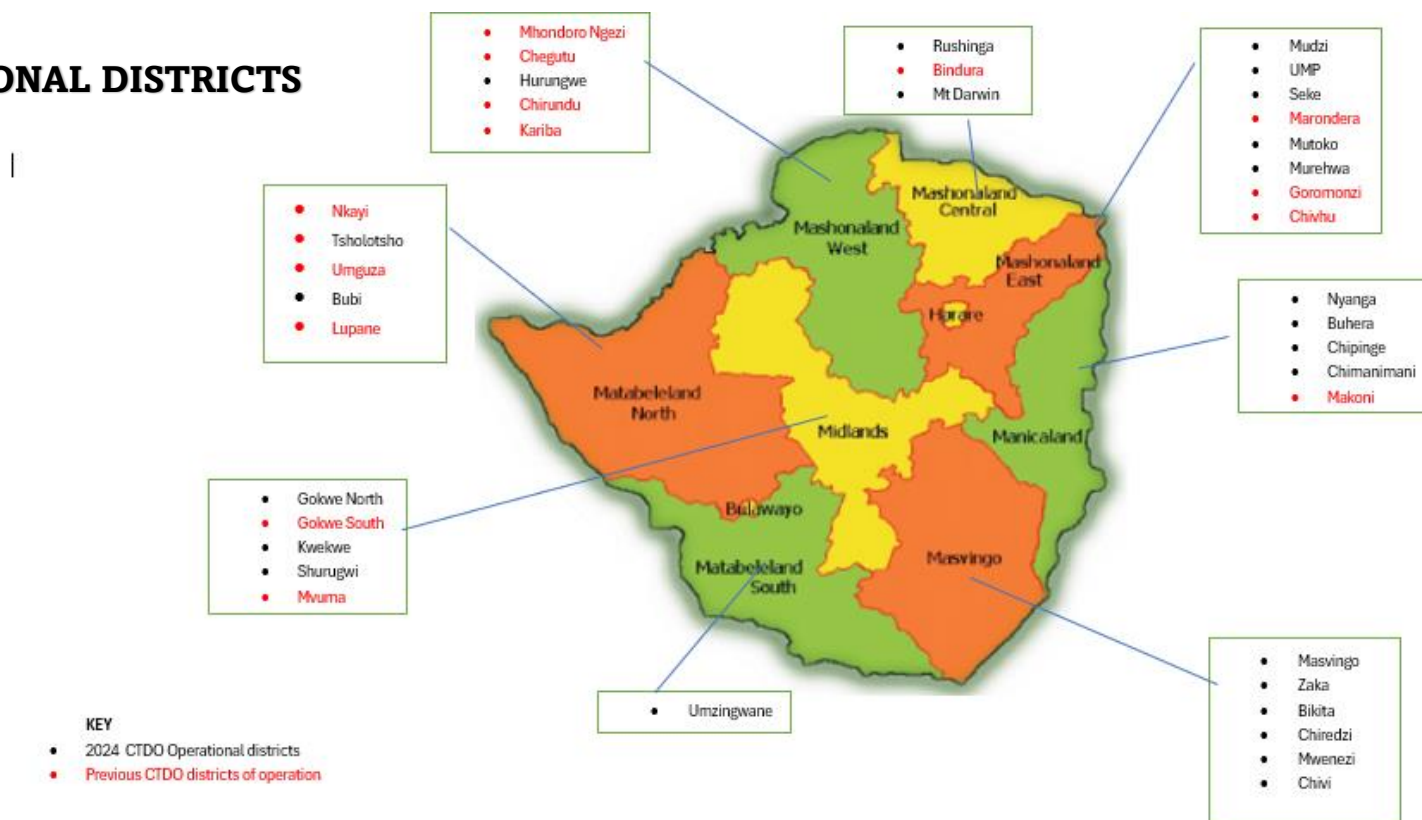 ONAL DISTRICTS
Mhondoro Ngezi
Chegutu
Hurungwe
Chirundu
Kariba
Rushinga
Bindura
Mt Darwin
Mudzi
UMP
Seke
Marondera
Mutoko
Murehwa
Goromonzi
Chivhu
Nkayi
Tsholotsho
Umguza
Bubi
Lupane
Nyanga
Buhera
Chipinge
Chimanimani
Makoni
Mashonaland
Central
Mashonaland
West
Mashonaland
East
Harare
Matabeleland
North
Midlands
Manicaland
Bulawayo
Matabeleland
South
Masvingo
Gokwe North
Gokwe South
Kwekwe
Shurugwi
Mvuma
Umzingwane
Masvingo
Zaka
Bikita
Chiredzi
Mwenezi
Chivi
KEY
2024 CTDO Operational districts
Previous CTDO districts of operation